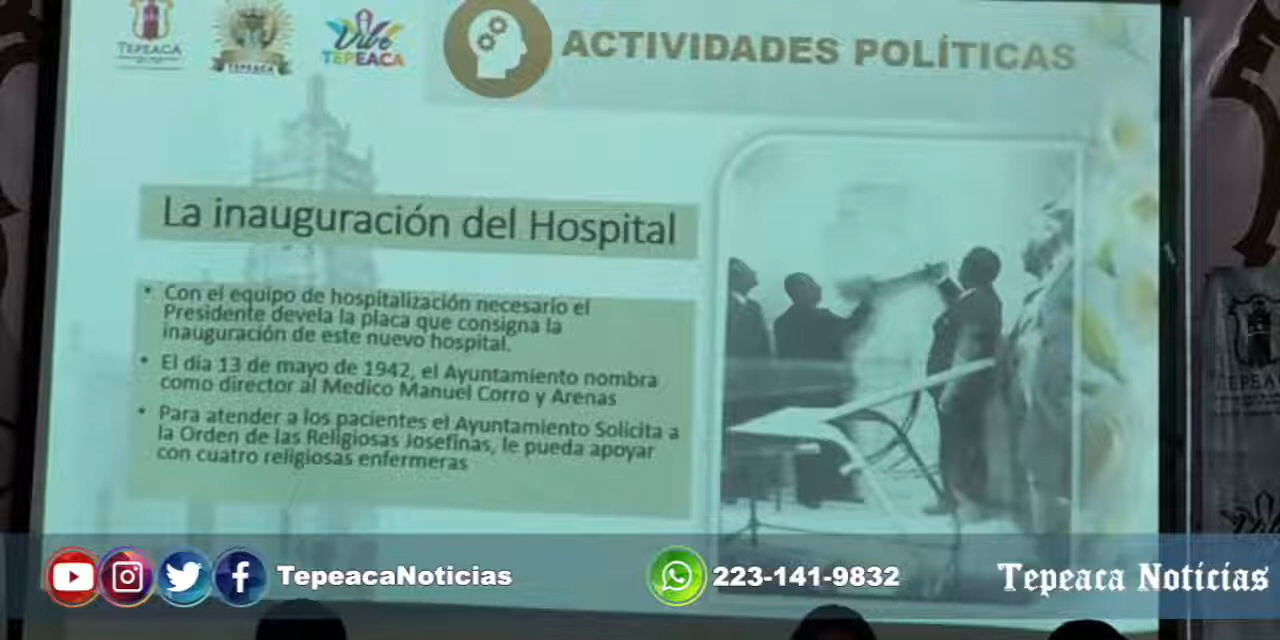 TEPEACA
TEPEACA
Vive
TEPEACA
ACTIVIDADES POLÍTICAS
La inauguración del Hospital
• Con el equipo de hospitalización necesario el
Presidente devela la placa que consigna la
inauguración de este nuevo hospital.
• El día 13 de mayo de 1942, el Ayuntamiento nombra
como director al Medico Manuel Corro y Arenas
• Para atender a los pacientes el Ayuntamiento Solicita a
la Orden de las Religiosas Josefinas, le pueda apoyar
con cuatro religiosas enfermeras
TepeacaNoticias
223-141-9832
Tepeaca Noticias